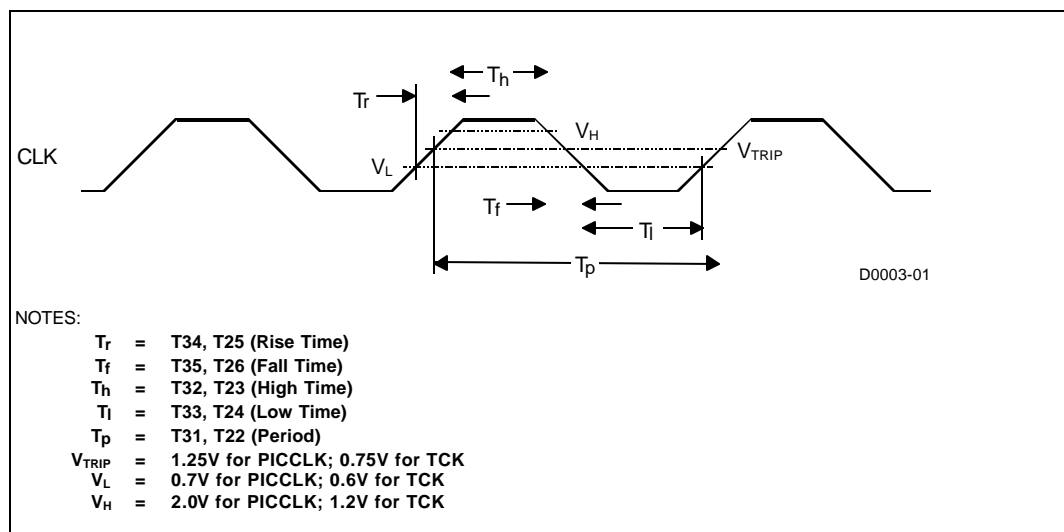 Th
Tr
VH
CLK
VL
VTRIP
Tf
Tl
Tp
D0003-01
NOTES:
Tr = T34, T25 (Rise Time)
Tf = T35, T26 (Fall Time)
Th = T32, T23 (High Time)
Tl = T33, T24 (Low Time)
Tp = T31, T22 (Period)
VTRIP = 1.25V for PICCLK; 0.75V for TCK
VL = 0.7V for PICCLK; 0.6V for TCK
VH = 2.0V for PICCLK; 1.2V for TCK